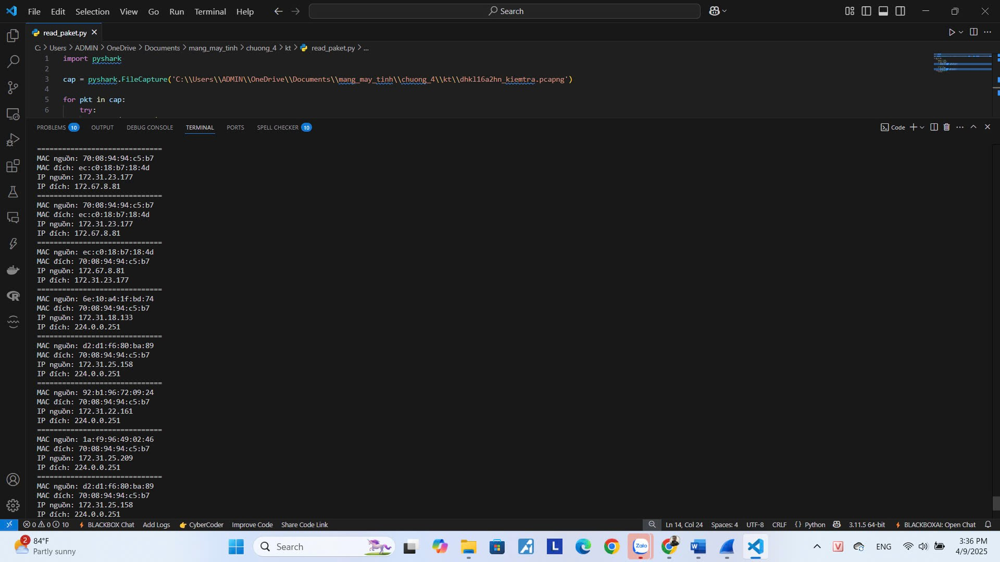 File Edit Selection View Go Run Terminal Help Search
read_paket.py
C: > Users > ADMIN > OneDrive > Documents > mang_may_tinh > chuong_4 > kt > read_paket.py > ...
1 import pyshark
2
3 cap = pyshark.FileCapture('C:\\Users\\ADMIN\\OneDrive\\Documents\\mang_may_tinh\\chuong_4\\kt\\dhkl16a2hn_kiemtra.pcapng')
4
5 for pkt in cap:
6 try:
PROBLEMS 10 OUTPUT DEBUG CONSOLE TERMINAL PORTS SPELL CHECKER 10 Code
==============================
MAC nguồn: 70:08:94:94:c5:b7
MAC đích: ec:c0:18:b7:18:4d
IP nguồn: 172.31.23.177
IP đích: 172.67.8.81
==============================
MAC nguồn: 70:08:94:94:c5:b7
MAC đích: ec:c0:18:b7:18:4d
IP nguồn: 172.31.23.177
IP đích: 172.67.8.81
==============================
MAC nguồn: ec:c0:18:b7:18:4d
MAC đích: 70:08:94:94:c5:b7
IP nguồn: 172.67.8.81
IP đích: 172.31.23.177
==============================
MAC nguồn: 6e:10:a4:1f:bd:74
MAC đích: 70:08:94:94:c5:b7
IP nguồn: 172.31.18.133
IP đích: 224.0.0.251
==============================
MAC nguồn: d2:d1:f6:80:ba:89
MAC đích: 70:08:94:94:c5:b7
IP nguồn: 172.31.25.158
IP đích: 224.0.0.251
==============================
MAC nguồn: 92:b1:96:72:09:24
MAC đích: 70:08:94:94:c5:b7
IP nguồn: 172.31.22.161
IP đích: 224.0.0.251
==============================
MAC nguồn: 1a:f9:96:49:02:46
MAC đích: 70:08:94:94:c5:b7
IP nguồn: 172.31.25.209
IP đích: 224.0.0.251
==============================
MAC nguồn: d2:d1:f6:80:ba:89
MAC đích: 70:08:94:94:c5:b7
IP nguồn: 172.31.25.158
IP đích: 224.0.0.251
0 0 10 BLACKBOX Chat Add Logs CyberCoder Improve Code Share Code Link Ln 14, Col 24 Spaces: 4 UTF-8 CRLF {} Python 3.11.5 64-bit BLACKBOXAI: Open Chat
2 84°F Search L Zalo W V ENG 3:36 PM
Partly sunny 4/9/2025